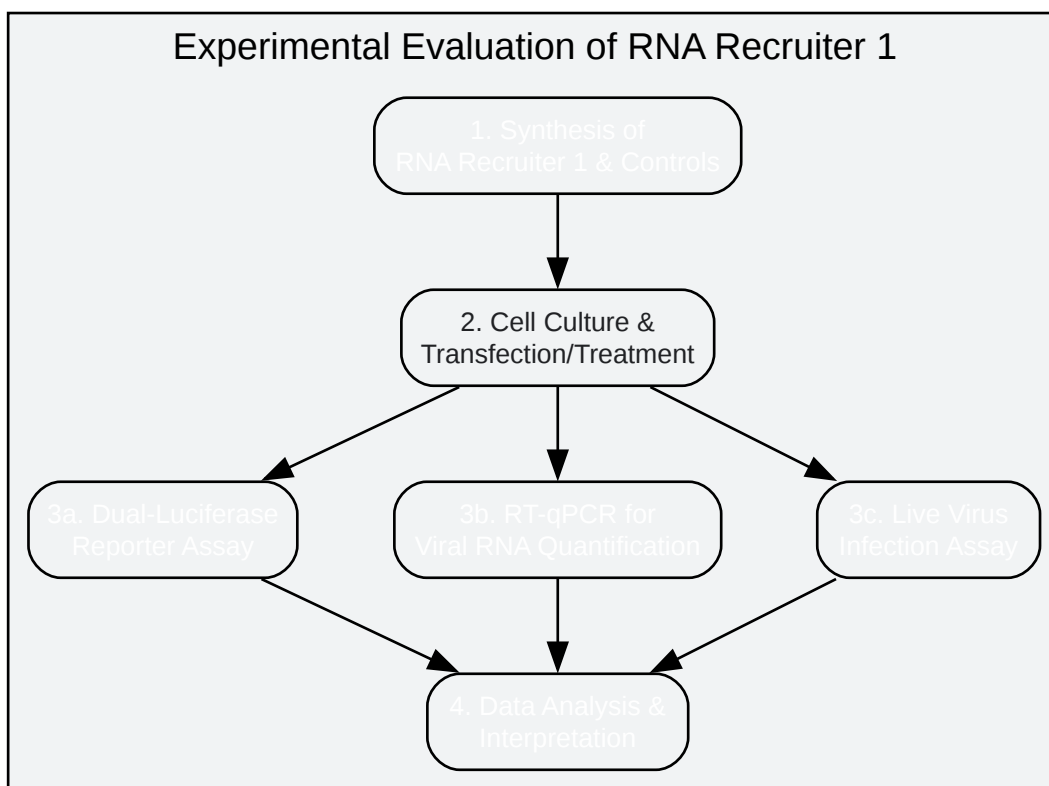 Experimental Evaluation of RNA Recruiter 1
1. Synthesis of
RNA Recruiter 1 & Controls
2. Cell Culture &
Transfection/Treatment
3a. Dual-Luciferase
Reporter Assay
3b. RT-qPCR for
Viral RNA Quantification
3c. Live Virus
Infection Assay
4. Data Analysis &
Interpretation